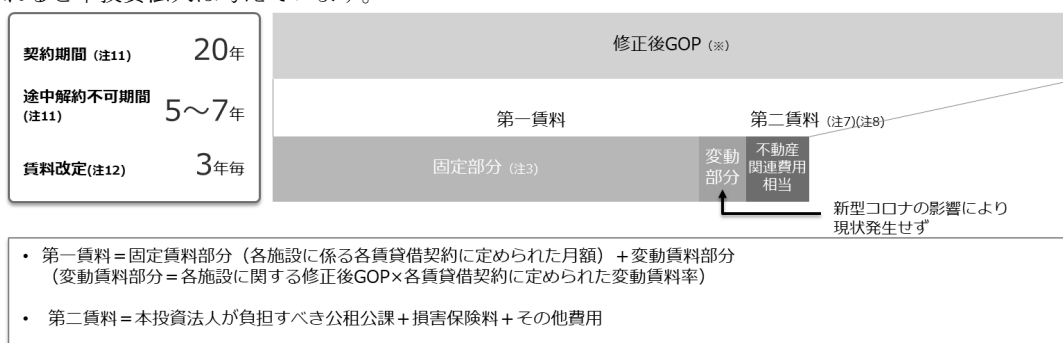 契約期間（注11） 20年
途中解約不可期間
(注11) 5～7年
賃料改定(注12) 3年毎
修正後GOP（※）
第一賃料
第二賃料（注7)(注8）
固定部分（注3）
変動
部分
不動産
関連費用
相当
新型コロナの影響により
現状発生せず
• 第一賃料＝固定賃料部分（各施設に係る各賃貸借契約に定められた月額）＋変動賃料部分
（変動賃料部分＝各施設に関する修正後GOP×各賃貸借契約に定められた変動賃料率）
• 第二賃料＝本投資法人が負担すべき公租公課＋損害保険料＋その他費用